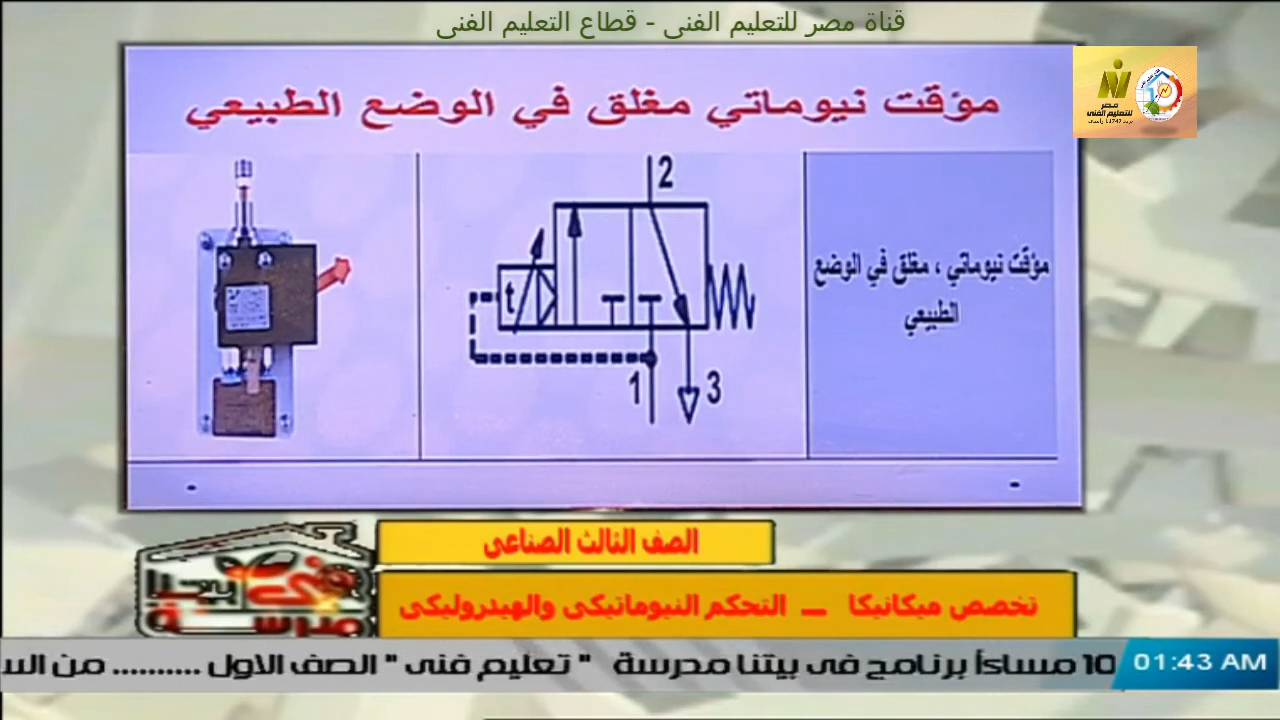 قناة مصر للتعليم الفنى - قطاع التعليم الفنى
مصر
للتعليم الفنى
مؤقت نيوماتي مغلق في الوضع الطبيعي
2
t
1
3
مؤقت نيوماتي ، مغلق في الوضع
الطبيعي
الصف الثالث الصناعى
تخصص ميكانيكا – التحكم النيوماتيكى والهيدروليكى
فى بيتنا
مدرسة
10 مساءاً برنامج فى بيتنا مدرسة " تعليم فنى " الصف الاول .......... من الس
01:43 AM